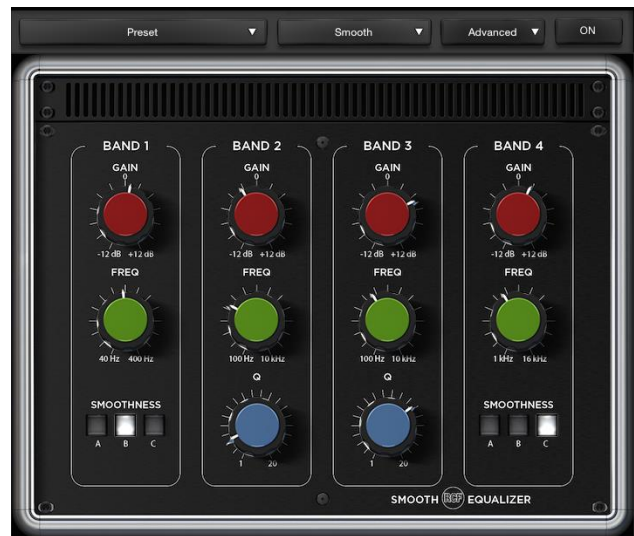 Preset Smooth Advanced ON
BAND 1 BAND 2 BAND 3 BAND 4
GAIN GAIN GAIN GAIN
0 0 0 0
-12 dB +12 dB -12 dB +12 dB -12 dB +12 dB -12 dB +12 dB
FREQ FREQ FREQ FREQ
40 Hz 400 Hz 100 Hz 10 kHz 100 Hz 10 kHz 1 kHz 16 kHz
Q Q
SMOOTHNESS SMOOTHNESS
A B C A B C
1 20 1 20
SMOOTH RCF EQUALIZER